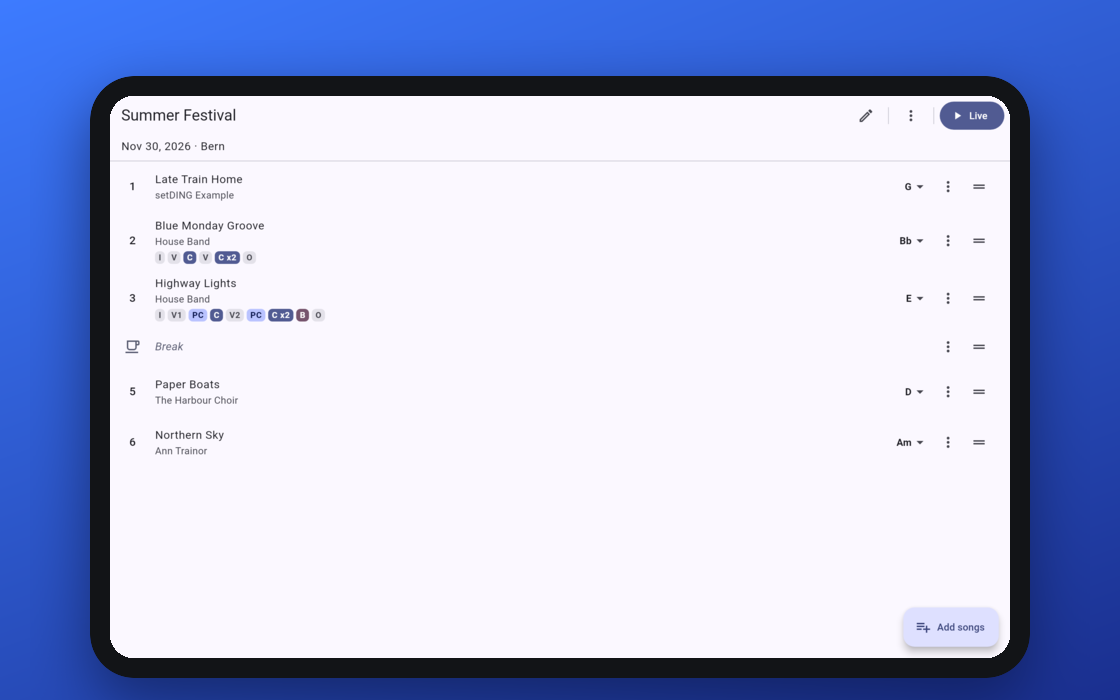 Summer Festival
Live
Nov 30, 2026 · Bern
1 Late Train Home G
setDING Example
2 Blue Monday Groove Bb
House Band
I V C V C x2 O
3 Highway Lights E
House Band
I V1 PC C V2 PC C x2 B O
Break
5 Paper Boats D
The Harbour Choir
6 Northern Sky Am
Ann Trainor
Add songs